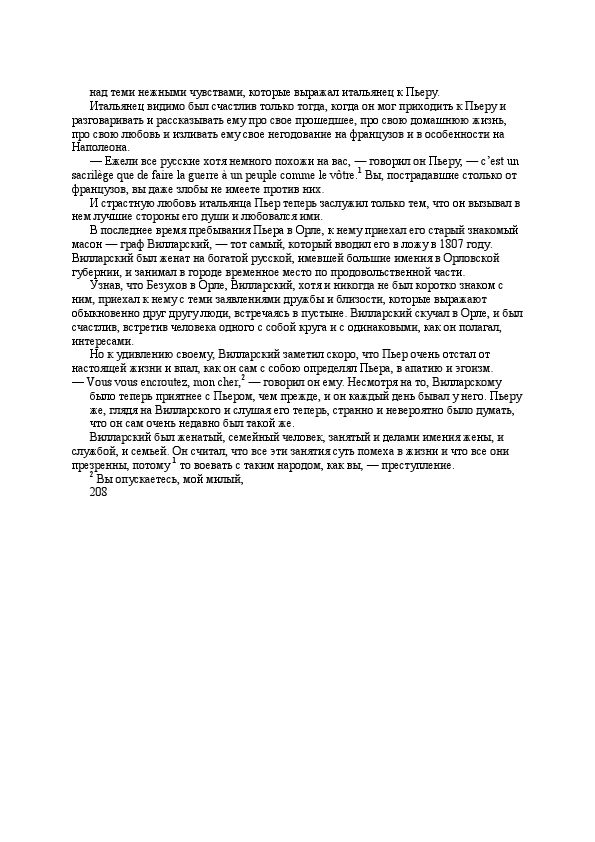 над теми нежными чувствами, которые выражал итальянец к Пьеру.
Итальянец видимо был счастлив только тогда, когда он мог приходить к Пьеру и
разговаривать и рассказывать ему про свое прошедшее, про свою домашнюю жизнь,
про свою любовь и изливать ему свое негодование на французов и в особенности на
Наполеона.
— Ежели все русские хотя немного похожи на вас, — говорил он Пьеру, — c’est un
sacrilège que de faire la guerre à un peuple comme le vôtre.1 Вы, пострадавшие столько от
французов, вы даже злобы не имеете против них.
И страстную любовь итальянца Пьер теперь заслужил только тем, что он вызывал в
нем лучшие стороны его души и любовался ими.
В последнее время пребывания Пьера в Орле, к нему приехал его старый знакомый
масон — граф Вилларский, — тот самый, который вводил его в ложу в 1807 году.
Вилларский был женат на богатой русской, имевшей большие имения в Орловской
губернии, и занимал в городе временное место по продовольственной части.
Узнав, что Безухов в Орле, Вилларский, хотя и никогда не был коротко знаком с
ним, приехал к нему с теми заявлениями дружбы и близости, которые выражают
обыкновенно друг другу люди, встречаясь в пустыне. Вилларский скучал в Орле, и был
счастлив, встретив человека одного с собой круга и с одинаковыми, как он полагал,
интересами.
Но к удивлению своему, Вилларский заметил скоро, что Пьер очень отстал от
настоящей жизни и впал, как он сам с собою определял Пьера, в апатию и эгоизм.
— Vous vous encroutez, mon cher,2 — говорил он ему. Несмотря на то, Вилларскому
было теперь приятнее с Пьером, чем прежде, и он каждый день бывал у него. Пьеру
же, глядя на Вилларского и слушая его теперь, странно и невероятно было думать,
что он сам очень недавно был такой же.
Вилларский был женатый, семейный человек, занятый и делами имения жены, и
службой, и семьей. Он считал, что все эти занятия суть помеха в жизни и что все они
презренны, потому 1 то воевать с таким народом, как вы, — преступление.
2 Вы опускаетесь, мой милый,
208